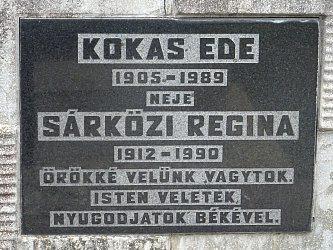 KOKAS EDE
1905.-1989
NEJE
SÁRKÖZI REGINA
1912-1990
ÖRÖKKÉ VELÜNK VAGYTOK.
ISTEN VELETEK
NYUGODJATOK BÉKÉVEL.